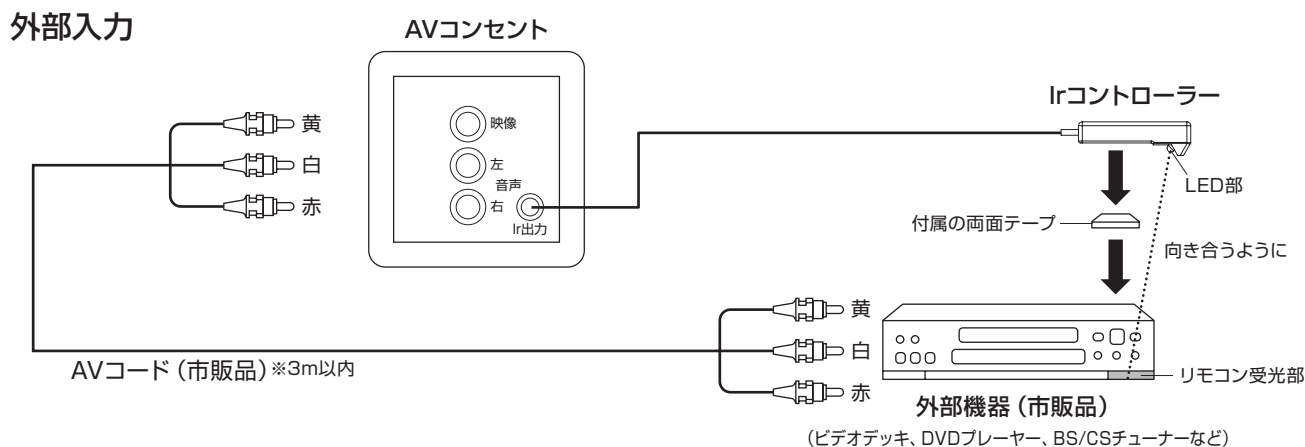 外部入力
AVコンセント
映像
左
音声
右
Ir出力
黄
白
赤
Irコントローラー
LED部
付属の両面テープ
向き合うように
黄
白
赤
AVコード（市販品）※3m以内
リモコン受光部
外部機器（市販品）
（ビデオデッキ、DVDプレーヤー、BS/CSチューナーなど）